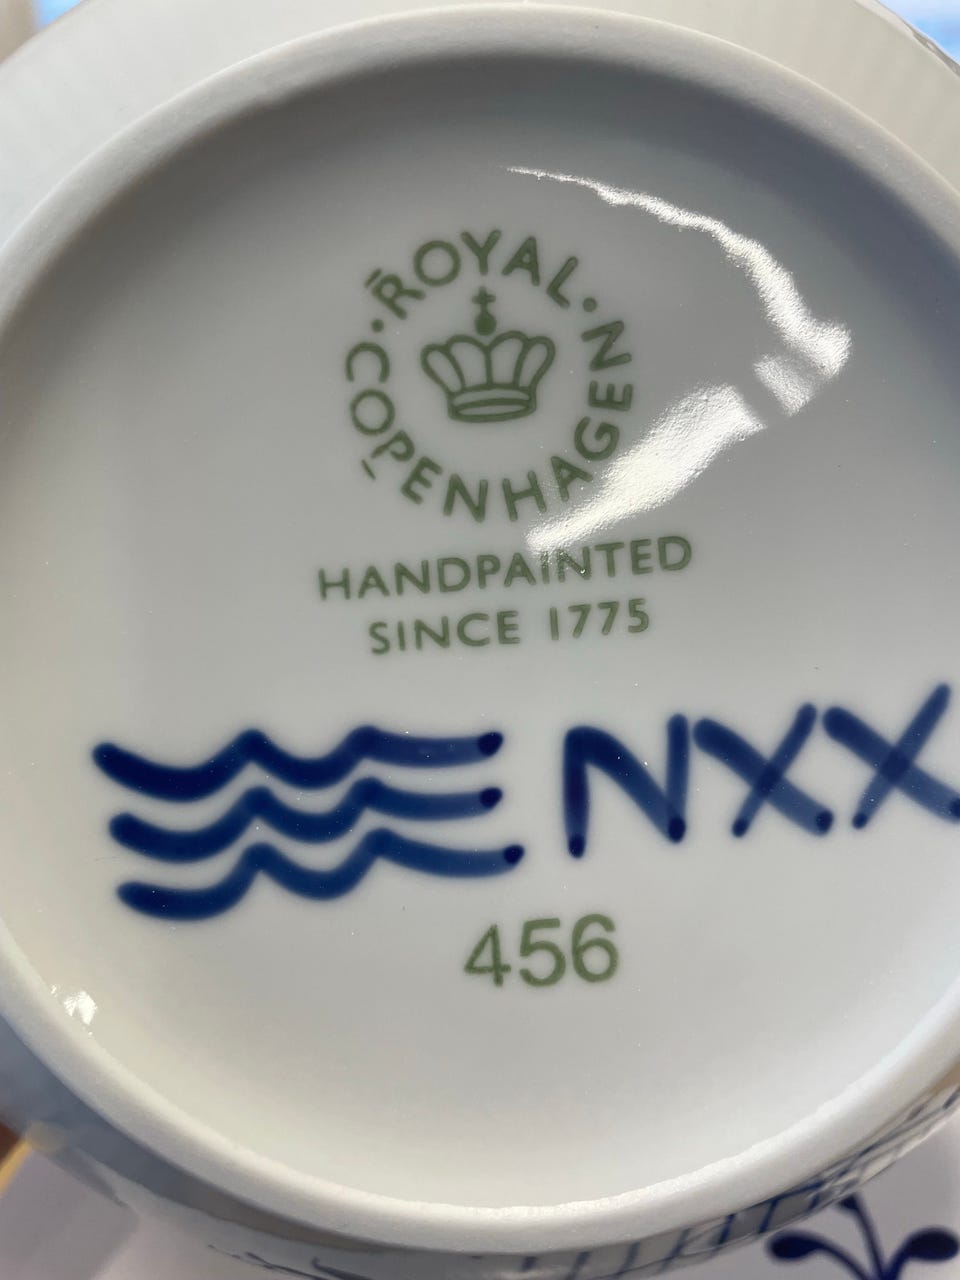 ROYAL·
COPENHAGEN·
HANDPAINTED
SINCE 1775
NXX
456